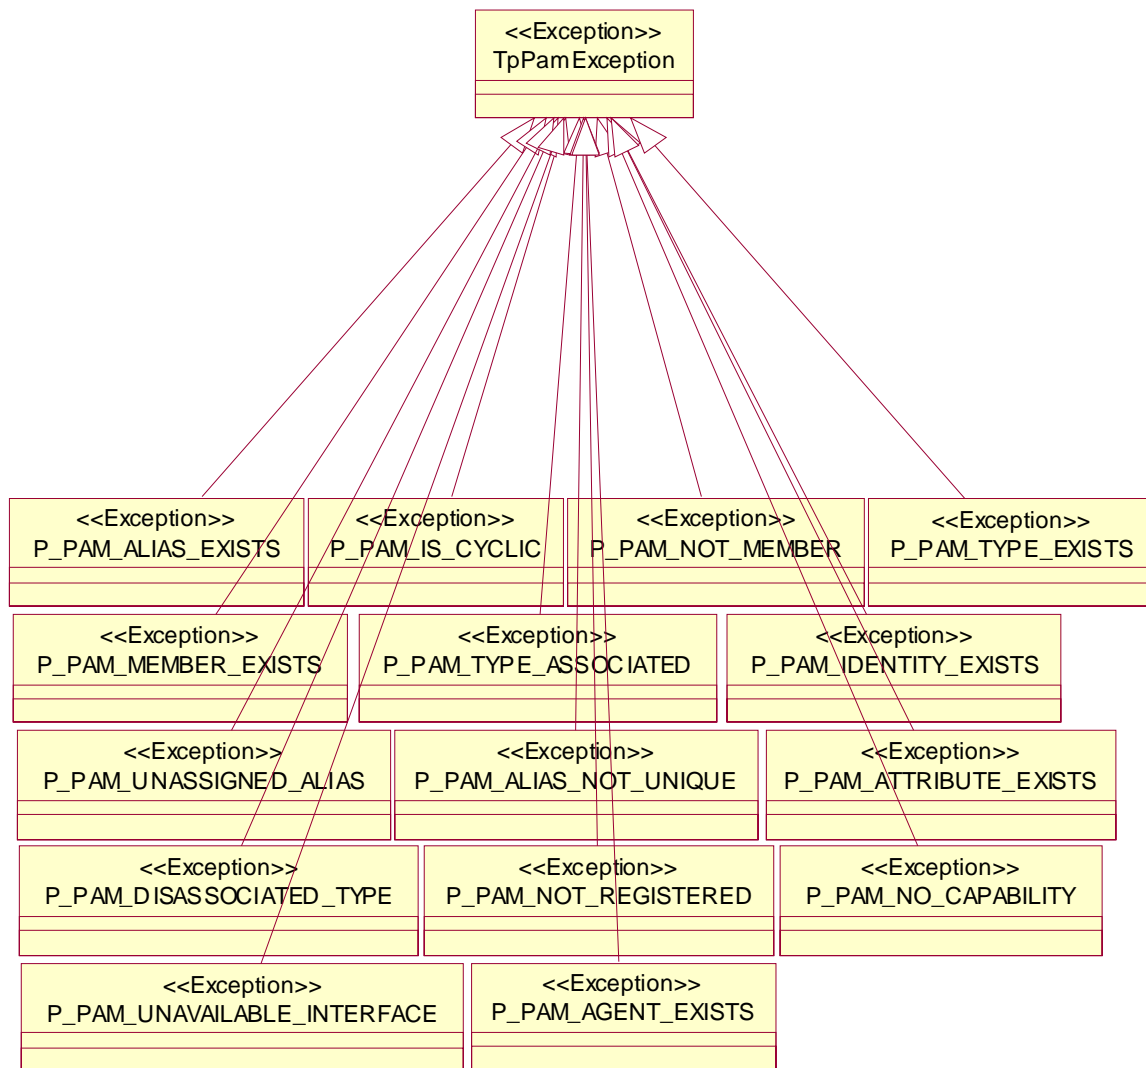 <<Exception>>
TpPamException
<<Exception>>
P_PAM_ALIAS_EXISTS
<<Exception>>
P_PAM_IS_CYCLIC
<<Exception>>
P_PAM_NOT_MEMBER
<<Exception>>
P_PAM_TYPE_EXISTS
<<Exception>>
P_PAM_MEMBER_EXISTS
<<Exception>>
P_PAM_TYPE_ASSOCIATED
<<Exception>>
P_PAM_IDENTITY_EXISTS
<<Exception>>
P_PAM_UNASSIGNED_ALIAS
<<Exception>>
P_PAM_ALIAS_NOT_UNIQUE
<<Exception>>
P_PAM_ATTRIBUTE_EXISTS
<<Exception>>
P_PAM_DISASSOCIATED_TYPE
<<Exception>>
P_PAM_NOT_REGISTERED
<<Exception>>
P_PAM_NO_CAPABILITY
<<Exception>>
P_PAM_UNAVAILABLE_INTERFACE
<<Exception>>
P_PAM_AGENT_EXISTS